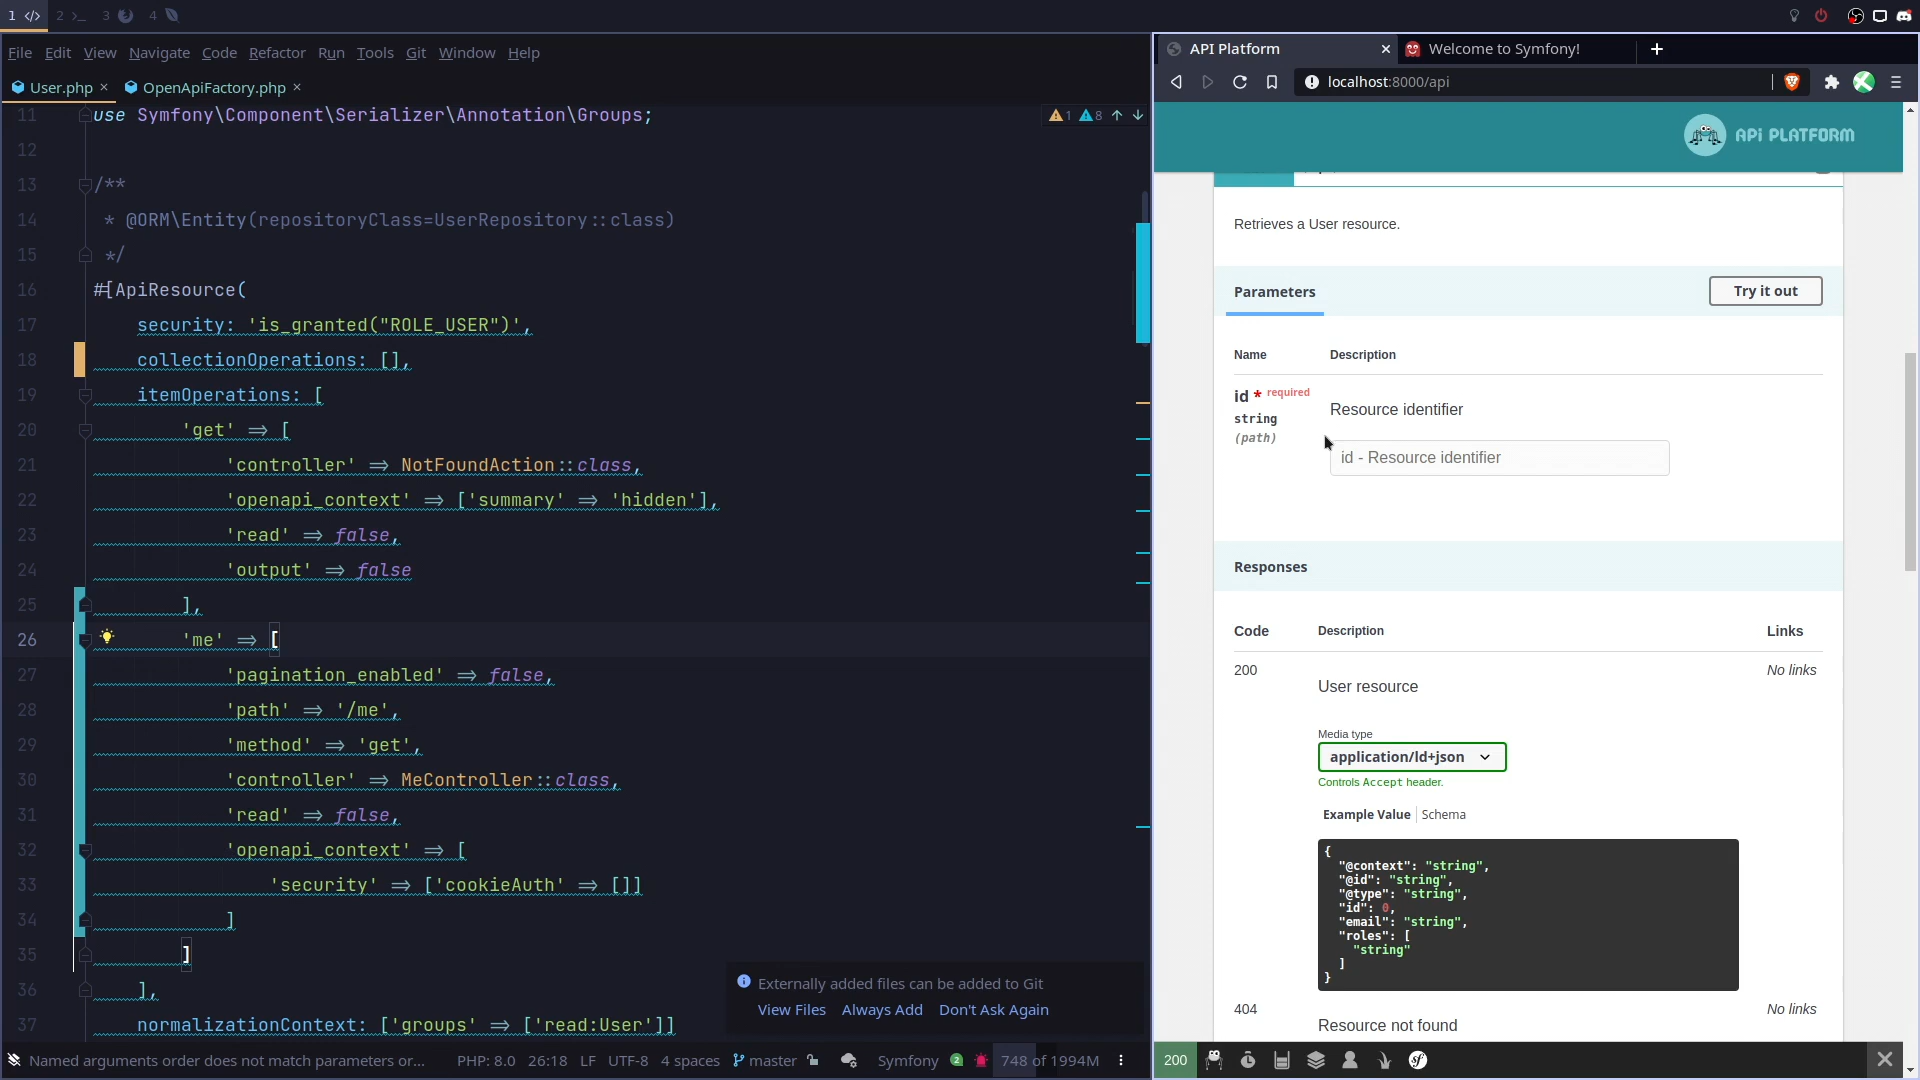 1 </> 2 >_ 3 4
File Edit View Navigate Code Refactor Run Tools Git Window Help
User.php × OpenApiFactory.php ×
11 use Symfony\Component\Serializer\Annotation\Groups;
1 8
12
13 /**
14 * @ORM\Entity(repositoryClass=UserRepository::class)
15 */
16 #[ApiResource(
17 security: 'is_granted("ROLE_USER")',
18 collectionOperations: [],
19 itemOperations: [
20 'get' => [
21 'controller' => NotFoundAction::class,
22 'openapi_context' => ['summary' => 'hidden'],
23 'read' => false,
24 'output' => false
25 ],
26 'me' => [
27 'pagination_enabled' => false,
28 'path' => '/me',
29 'method' => 'get',
30 'controller' => MeController::class,
31 'read' => false,
32 'openapi_context' => [
33 'security' => ['cookieAuth' => []]
34 ]
35 ]
36 ],
37 normalizationContext: ['groups' => ['read:User']]
Externally added files can be added to Git
View Files Always Add Don't Ask Again
Named arguments order does not match parameters or... PHP: 8.0 26:18 LF UTF-8 4 spaces master Symfony 2 748 of 1994M
API Platform × Welcome to Symfony! +
localhost:8000/api
API PLATFORM
Retrieves a User resource.
Parameters
Try it out
Name Description
id * required
string
(path)
Resource identifier
id - Resource identifier
Responses
Code Description Links
200
User resource
No links
Media type
application/ld+json
Controls Accept header.
Example Value Schema
{
"@context": "string",
"@id": "string",
"@type": "string",
"id": 0,
"email": "string",
"roles": [
"string"
]
}
404
Resource not found
No links
200 sf